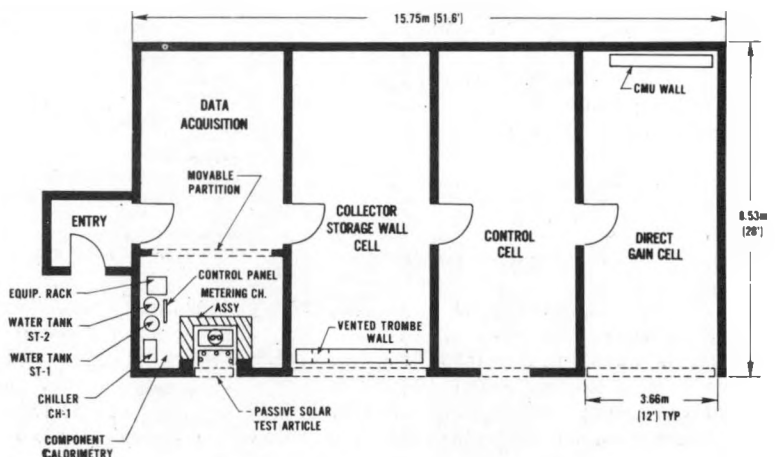 15.75m (51.6')
CMU WALL
DATA
ACQUISITION
MOVABLE
PARTITION
8.53m
(28')
ENTRY
COLLECTOR
STORAGE WALL
CELL
CONTROL
CELL
DIRECT
GAIN CELL
EQUIP. RACK
CONTROL PANEL
METERING CH.
ASSY
WATER TANK
ST-2
WATER TANK
ST-1
VENTED TROMBE
WALL
CHILLER
CH-1
PASSIVE SOLAR
TEST ARTICLE
3.66m
(12') TYP
COMPONENT
CALORIMETRY